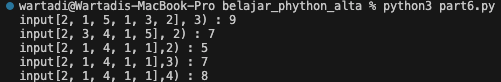 wartadi@Wartadis-MacBook-Pro belajar_phython_alta % python3 part6.py
input[2, 1, 5, 1, 3, 2], 3) : 9
input[2, 3, 4, 1, 5], 2) : 7
input[2, 1, 4, 1, 1],2) : 5
input[2, 1, 4, 1, 1],3) : 7
input[2, 1, 4, 1, 1],4) : 8